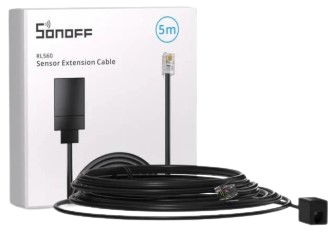 SONOFF
5m
RL560
Sensor Extension Cable